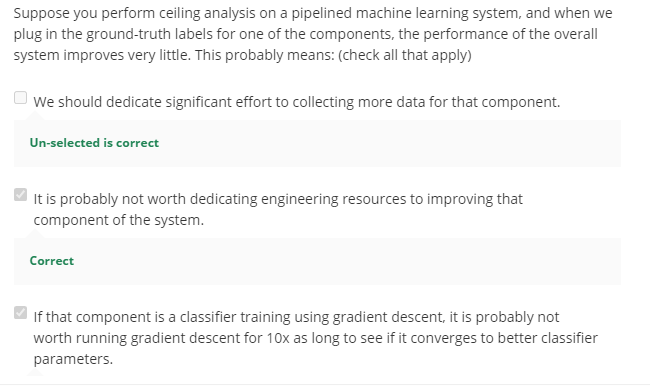 Suppose you perform ceiling analysis on a pipelined machine learning system, and when we
plug in the ground-truth labels for one of the components, the performance of the overall
system improves very little. This probably means: (check all that apply)
We should dedicate significant effort to collecting more data for that component.
Un-selected is correct
It is probably not worth dedicating engineering resources to improving that
component of the system.
Correct
If that component is a classifier training using gradient descent, it is probably not
worth running gradient descent for 10x as long to see if it converges to better classifier
parameters.